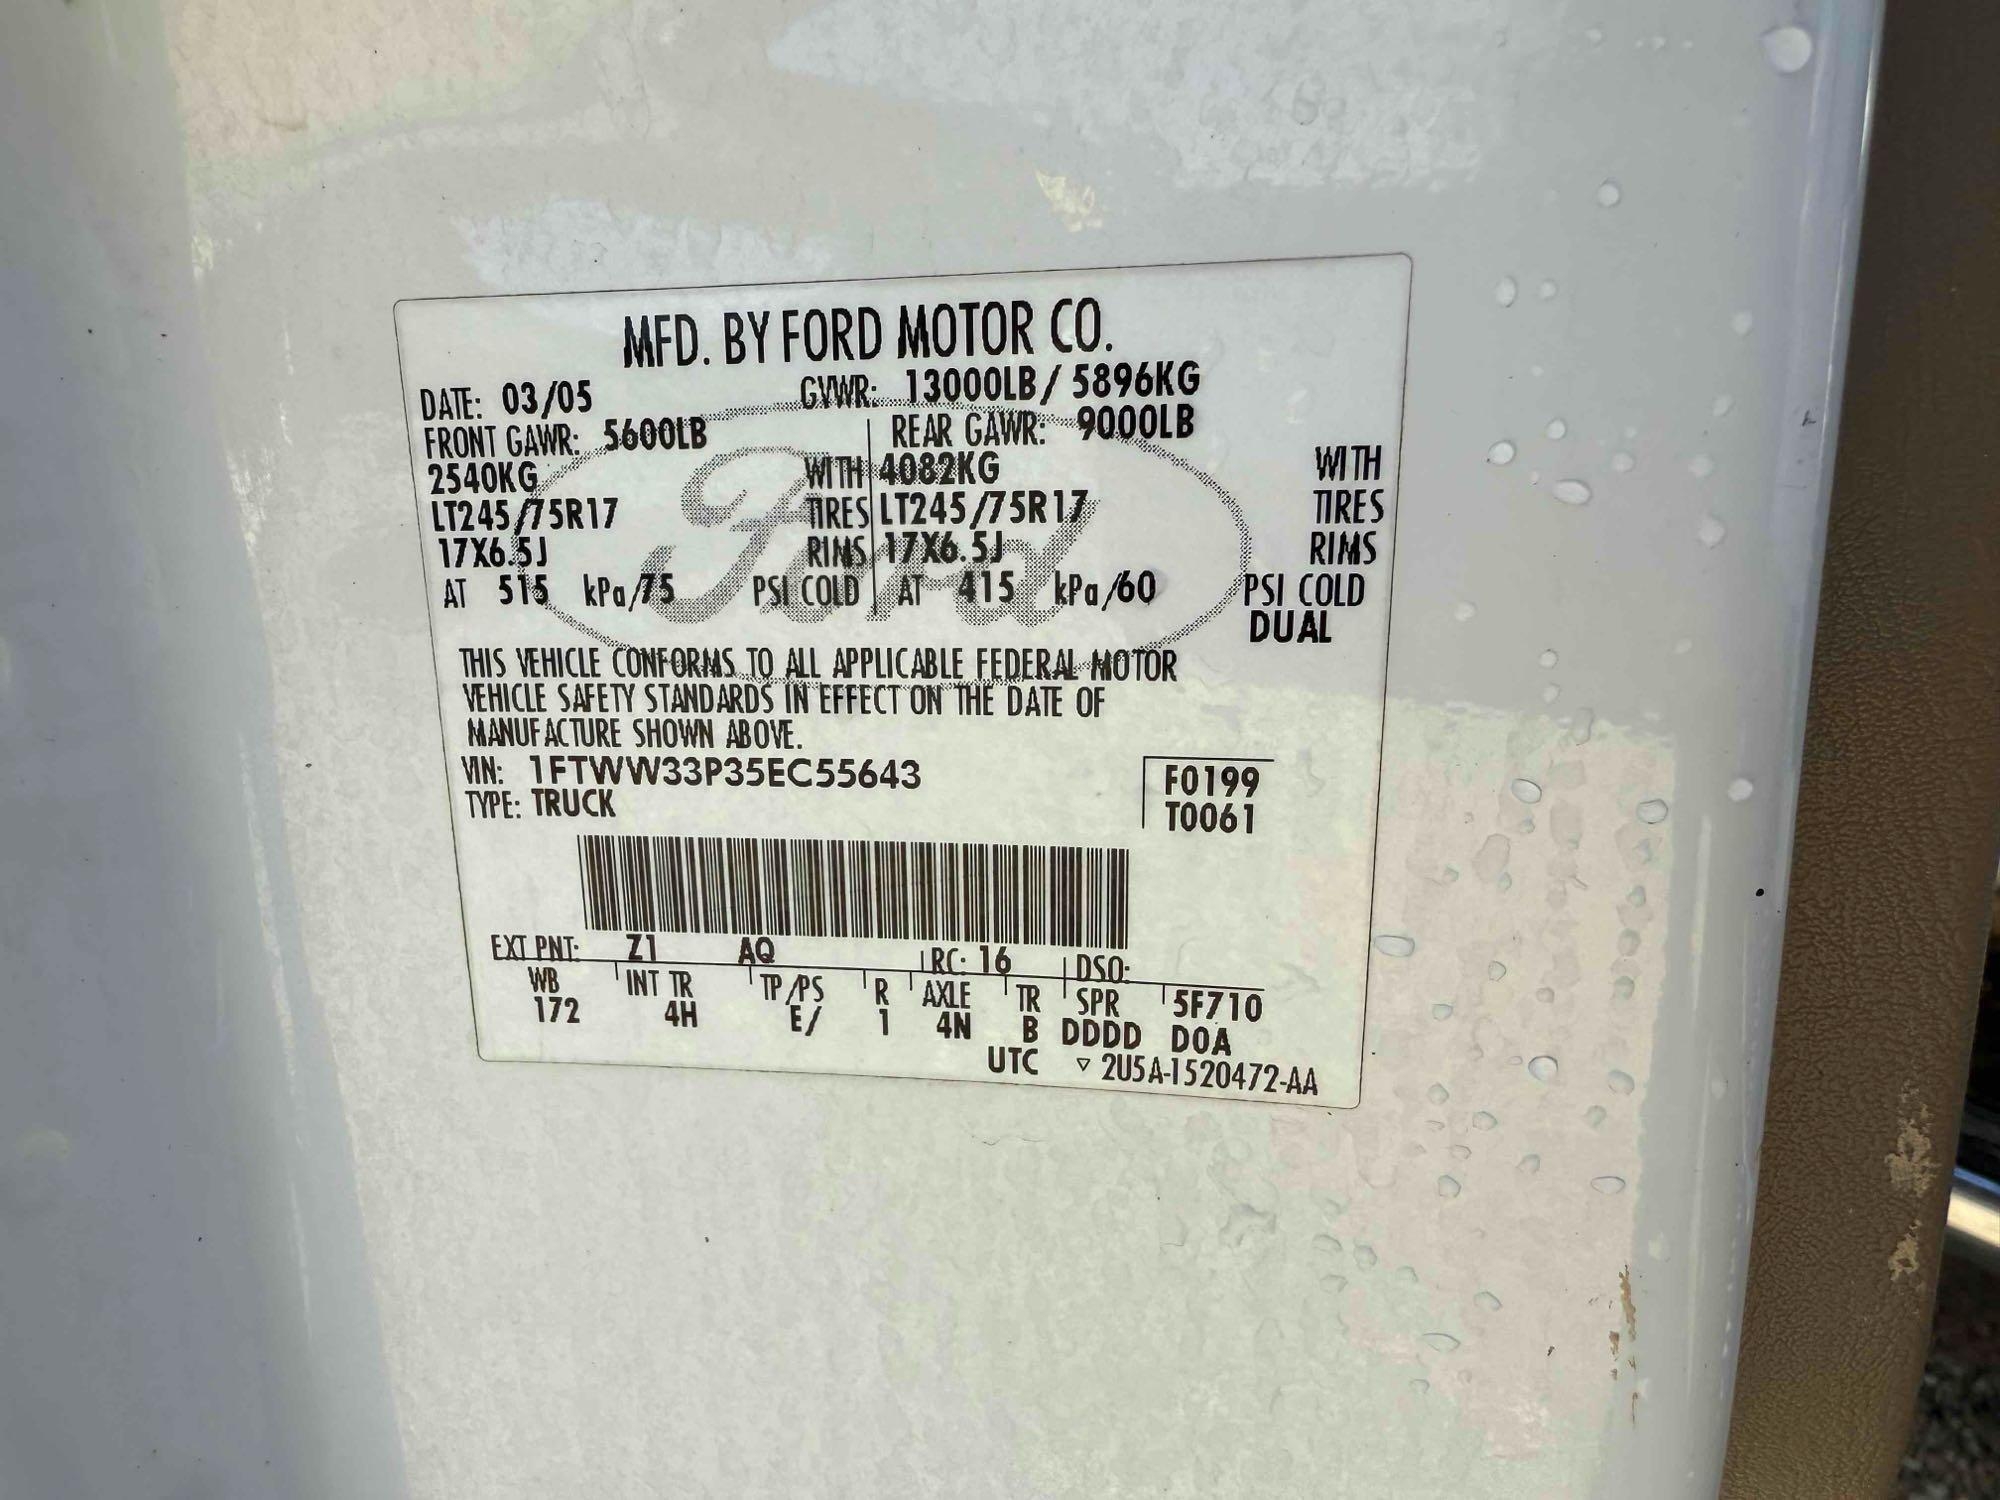 MFD. BY FORD MOTOR CO.
DATE: 03/05 GVWR: 13000LB/ 5896KG
FRONT GAWR: 5600LB REAR GAWR: 9000LB
2540KG WITH 4082KG WITH
LT245/75R17 TIRES LT245/75R17 TIRES
17X6.5J RIMS 17X6.5J RIMS
AT 515 kPa/75 PSI COLD AT 415 kPa/60 PSI COLD
DUAL
Ford
THIS VEHICLE CONFORMS TO ALL APPLICABLE FEDERAL MOTOR
VEHICLE SAFETY STANDARDS IN EFFECT ON THE DATE OF
MANUFACTURE SHOWN ABOVE.
VIN: 1FTWW33P35EC55643 F0199
TYPE: TRUCK T0061
EXT PNT: Z1 AQ RC: 16 DSO:
WB INT TR TP/PS R AXLE TR SPR 5F710
172 4H E/ 1 4N B DDDD DOA
UTC ▽ 2U5A-1520472-AA